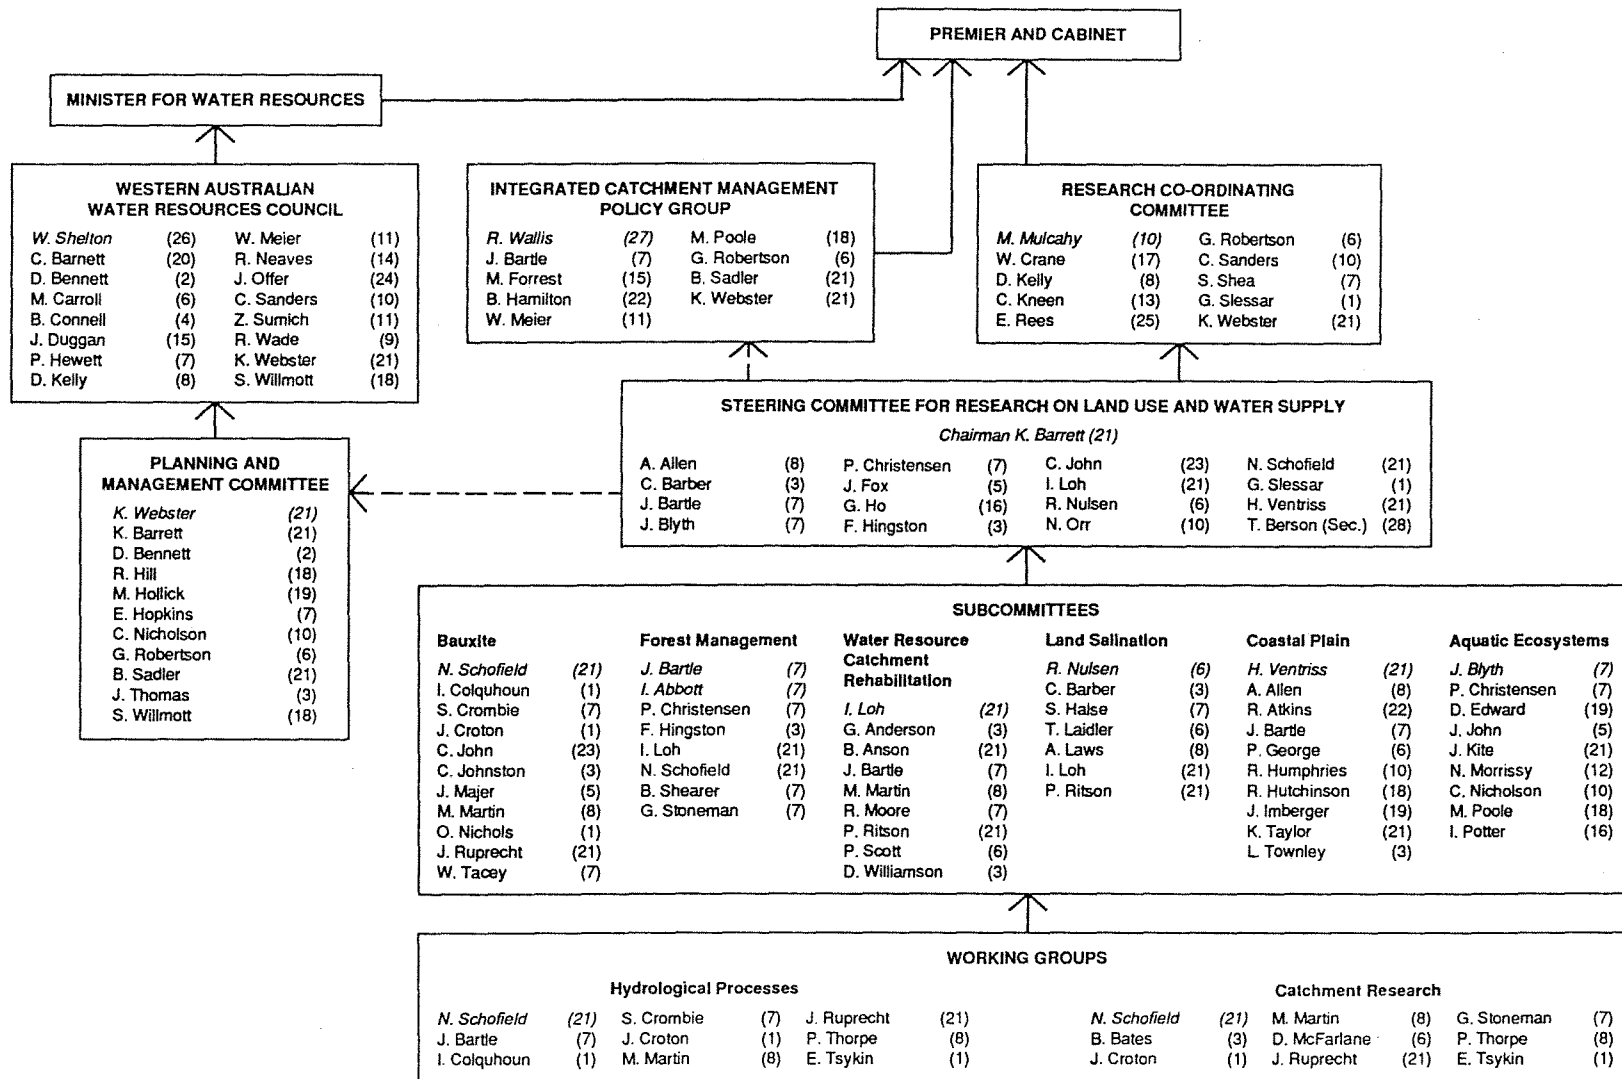 PREMIER AND CABINET
MINISTER FOR WATER RESOURCES
WESTERN AUSTRALIAN
WATER RESOURCES COUNCIL
W. Shelton (26) W. Meier (11)
C. Barnett (20) R. Neaves (14)
D. Bennett (2) J. Offer (24)
M. Carroll (6) C. Sanders (10)
B. Connell (4) Z. Sumich (11)
J. Duggan (15) R. Wade (9)
P. Hewett (7) K. Webster (21)
D. Kelly (8) S. Willmott (18)
INTEGRATED CATCHMENT MANAGEMENT
POLICY GROUP
R. Wallis (27) M. Poole (18)
J. Bartle (7) G. Robertson (6)
M. Forrest (15) B. Sadler (21)
B. Hamilton (22) K. Webster (21)
W. Meier (11)
RESEARCH CO-ORDINATING
COMMITTEE
M. Mulcahy (10) G. Robertson (6)
W. Crane (17) C. Sanders (10)
D. Kelly (8) S. Shea (7)
C. Kneen (13) G. Slessar (1)
E. Rees (25) K. Webster (21)
STEERING COMMITTEE FOR RESEARCH ON LAND USE AND WATER SUPPLY
Chairman K. Barrett (21)
A. Allen (8) P. Christensen (7) C. John (23) N. Schofield (21)
C. Barber (3) J. Fox (5) I. Loh (21) G. Slessar (1)
J. Bartle (7) G. Ho (16) R. Nulsen (6) H. Ventriss (21)
J. Blyth (7) F. Hingston (3) N. Orr (10) T. Berson (Sec.) (28)
PLANNING AND
MANAGEMENT COMMITTEE
K. Webster (21)
K. Barrett (21)
D. Bennett (2)
R. Hill (18)
M. Hollick (19)
E. Hopkins (7)
C. Nicholson (10)
G. Robertson (6)
B. Sadler (21)
J. Thomas (3)
S. Willmott (18)
SUBCOMMITTEES
Bauxite
N. Schofield (21)
I. Colquhoun (1)
S. Crombie (7)
J. Croton (1)
C. John (23)
C. Johnston (3)
J. Majer (5)
M. Martin (8)
O. Nichols (1)
J. Ruprecht (21)
W. Tacey (7)
Forest Management
J. Bartle (7)
I. Abbott (7)
P. Christensen (7)
F. Hingston (3)
I. Loh (21)
N. Schofield (21)
B. Shearer (7)
G. Stoneman (7)
Water Resource
Catchment
Rehabilitation
I. Loh (21)
G. Anderson (3)
B. Anson (21)
J. Bartle (7)
M. Martin (8)
R. Moore (7)
P. Ritson (21)
P. Scott (6)
D. Williamson (3)
Land Salination
R. Nulsen (6)
C. Barber (3)
S. Halse (7)
T. Laidler (6)
A. Laws (8)
I. Loh (21)
P. Ritson (21)
Coastal Plain
H. Ventriss (21)
A. Allen (8)
R. Atkins (22)
J. Bartle (7)
P. George (6)
R. Humphries (10)
R. Hutchinson (18)
J. Imberger (19)
K. Taylor (21)
L. Townley (3)
Aquatic Ecosystems
J. Blyth (7)
P. Christensen (7)
D. Edward (19)
J. John (5)
J. Kite (21)
N. Morrissy (12)
C. Nicholson (10)
M. Poole (18)
I. Potter (16)
WORKING GROUPS
Hydrological Processes
N. Schofield (21) S. Crombie (7) J. Ruprecht (21)
J. Bartle (7) J. Croton (1) P. Thorpe (8)
I. Colquhoun (1) M. Martin (8) E. Tsykin (1)
Catchment Research
N. Schofield (21) M. Martin (8) G. Stoneman (7)
B. Bates (3) D. McFarlane (6) P. Thorpe (8)
J. Croton (1) J. Ruprecht (21) E. Tsykin (1)